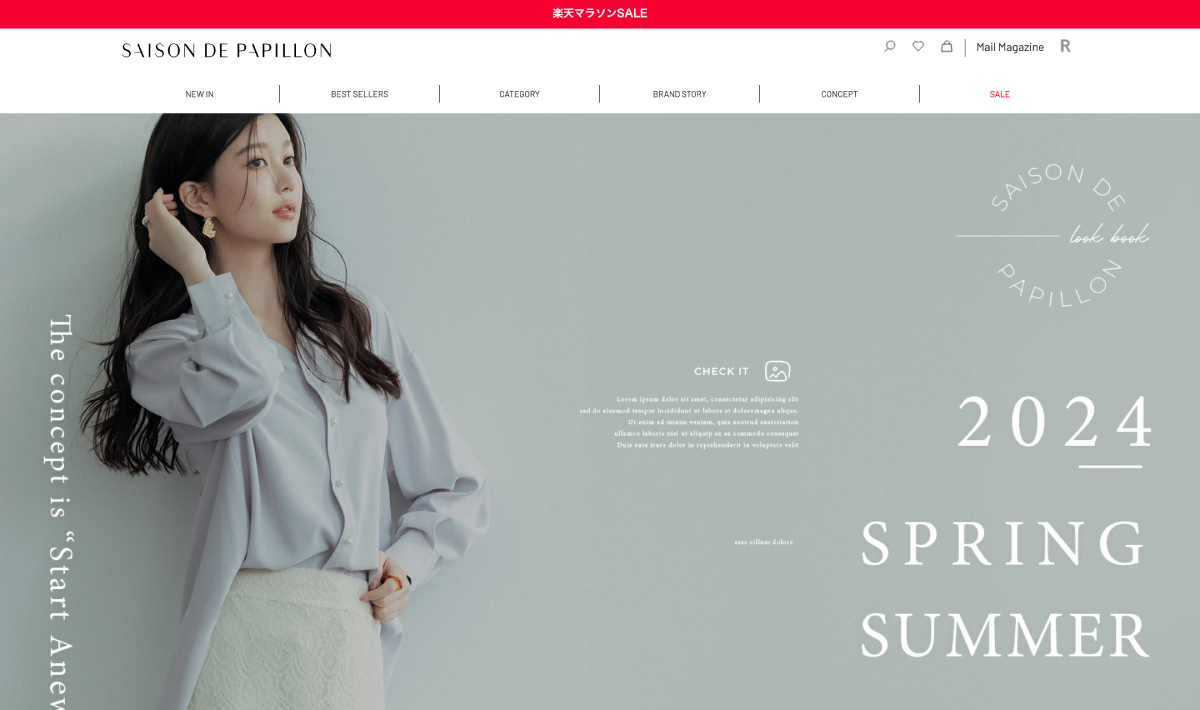 楽天マラソンSALE
SAISON DE PAPILLON
Mail Magazine
R
NEW IN
BEST SELLERS
CATEGORY
BRAND STORY
CONCEPT
SALE
SAISON DE
look book
PAPILLON
The concept is “Start Anew
CHECK IT
Lorem ipsum dolor sit amet, consectetur adipisicing elit
sed do eiusmod tempor incididunt ut labore et doloremagna aliqua.
Ut enim ad minim veniam, quis nostrud exercitation
ullamco laboris nisi ut aliquip ex ea commodo consequat
Duis aute irure dolor in reprehenderit in voluptate velit
esse cillum dolore
2024
SPRING
SUMMER